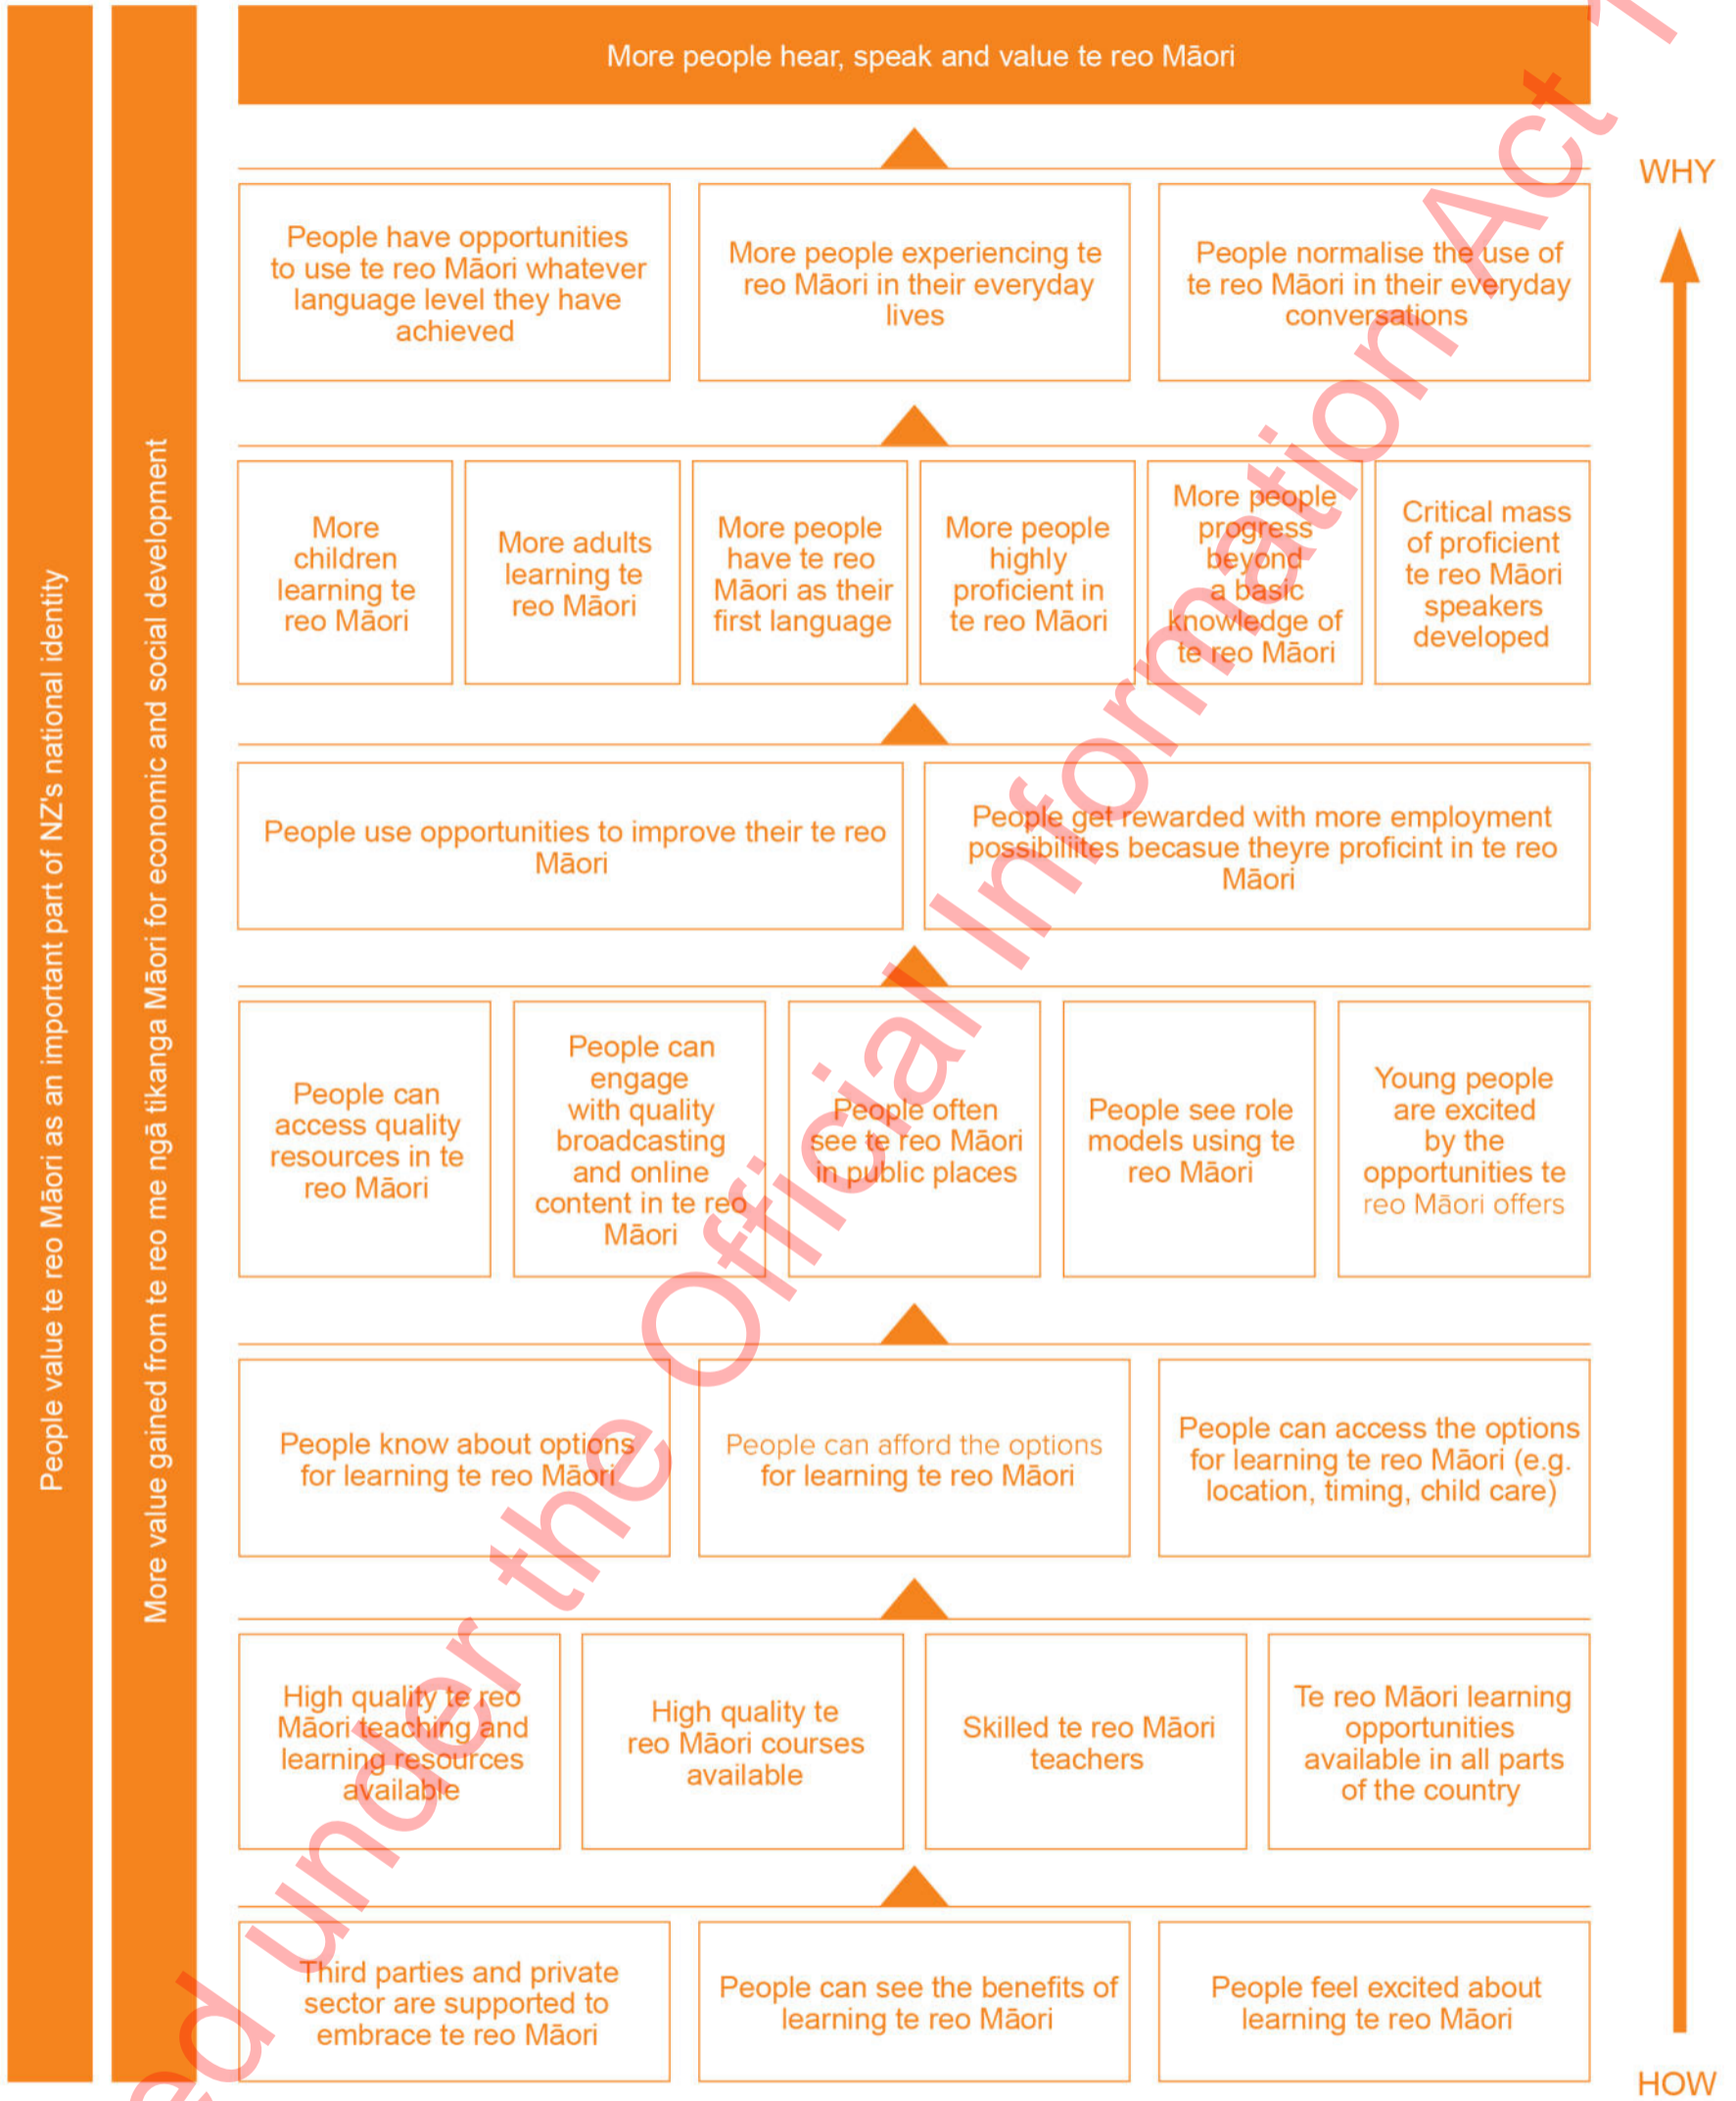 More people hear, speak and value te reo Māori
WHY
People have opportunities
to use te reo Māori whatever
language level they have
achieved
More people experiencing te
reo Māori in their everyday
lives
People normalise the use of
te reo Māori in their everyday
conversations
More
children
learning te
reo Māori
More adults
learning te
reo Māori
More people
have te reo
Māori as their
first language
More people
highly
proficient in
te reo Māori
More people
progress
beyond
a basic
knowledge of
te reo Māori
Critical mass
of proficient
te reo Māori
speakers
developed
People use opportunities to improve their te reo
Māori
People get rewarded with more employment
possibiliites becasue theyre proficint in te reo
Māori
People can
access quality
resources in te
reo Māori
People can
engage
with quality
broadcasting
and online
content in te reo
Māori
People often
see te reo Māori
in public places
People see role
models using te
reo Māori
Young people
are excited
by the
opportunities te
reo Māori offers
People know about options
for learning te reo Māori
People can afford the options
for learning te reo Māori
People can access the options
for learning te reo Māori (e.g.
location, timing, child care)
High quality te reo
Māori teaching and
learning resources
available
High quality te
reo Māori courses
available
Skilled te reo Māori
teachers
Te reo Māori learning
opportunities
available in all parts
of the country
Third parties and private
sector are supported to
embrace te reo Māori
People can see the benefits of
learning te reo Māori
People feel excited about
learning te reo Māori
HOW
People value te reo Māori as an important part of NZ's national identity
More value gained from te reo me ngā tikanga Māori for economic and social development
ed under the Official Information Act 1